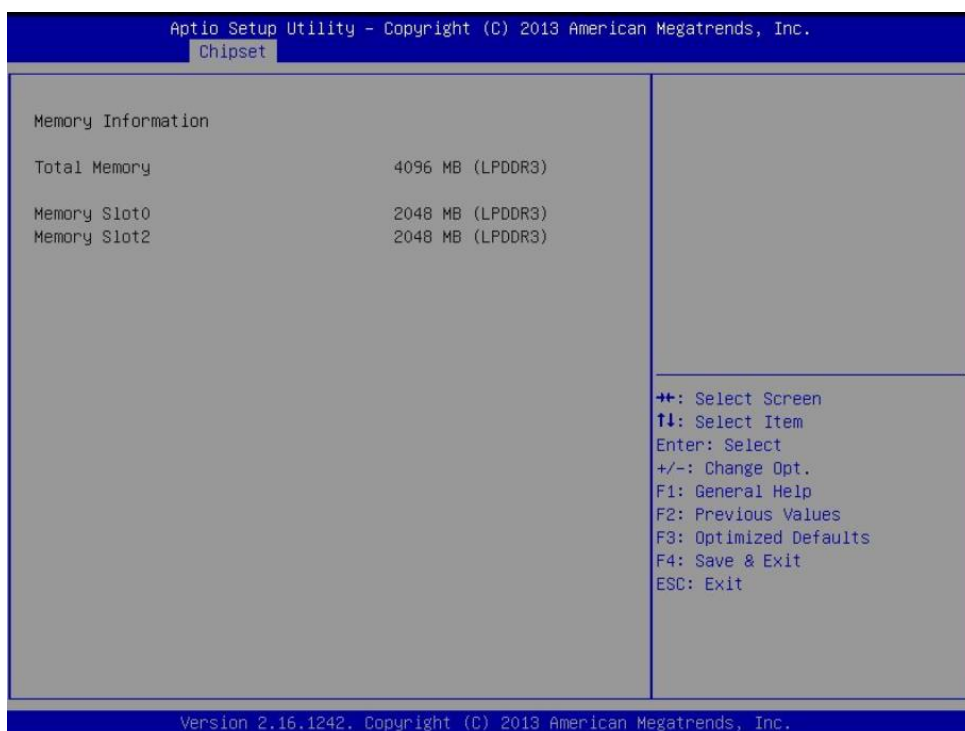 Aptio Setup Utility – Copyright (C) 2013 American Megatrends, Inc.
Chipset
Memory Information
Total Memory 4096 MB (LPDDR3)
Memory Slot0 2048 MB (LPDDR3)
Memory Slot2 2048 MB (LPDDR3)
→←: Select Screen
↑↓: Select Item
Enter: Select
+/-: Change Opt.
F1: General Help
F2: Previous Values
F3: Optimized Defaults
F4: Save & Exit
ESC: Exit
Version 2.16.1242. Copyright (C) 2013 American Megatrends, Inc.